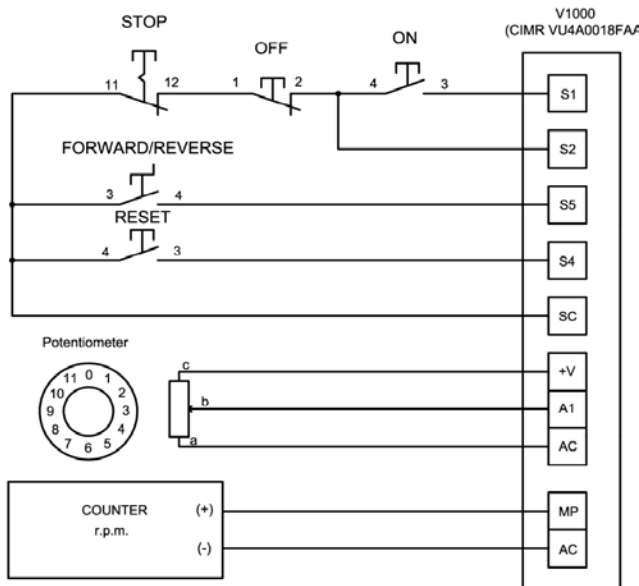 V1000
(CIMR VU4A0018FAA
STOP
OFF
ON
11 12 1 2 4 3 S1
S2
FORWARD/REVERSE
3 4 S5
RESET
4 3 S4
SC
Potentiometer
c +V
11 0 1
10 2
9 3
8 4
7 6 5
b A1
a AC
COUNTER (+) MP
r.p.m.
(-) AC